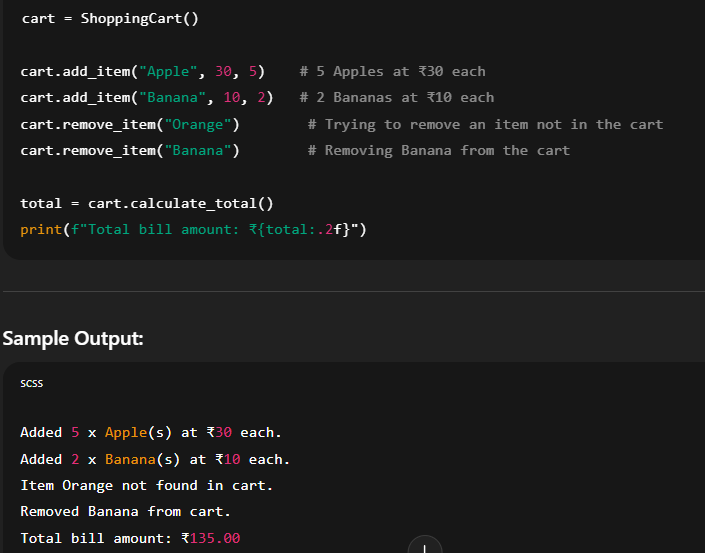 cart = ShoppingCart()
cart.add_item("Apple", 30, 5)    # 5 Apples at ₹30 each
cart.add_item("Banana", 10, 2)   # 2 Bananas at ₹10 each
cart.remove_item("Orange")        # Trying to remove an item not in the cart
cart.remove_item("Banana")        # Removing Banana from the cart
total = cart.calculate_total()
print(f"Total bill amount: ₹{total:.2f}")
Sample Output:
scss
Added 5 x Apple(s) at ₹30 each.
Added 2 x Banana(s) at ₹10 each.
Item Orange not found in cart.
Removed Banana from cart.
Total bill amount: ₹135.00